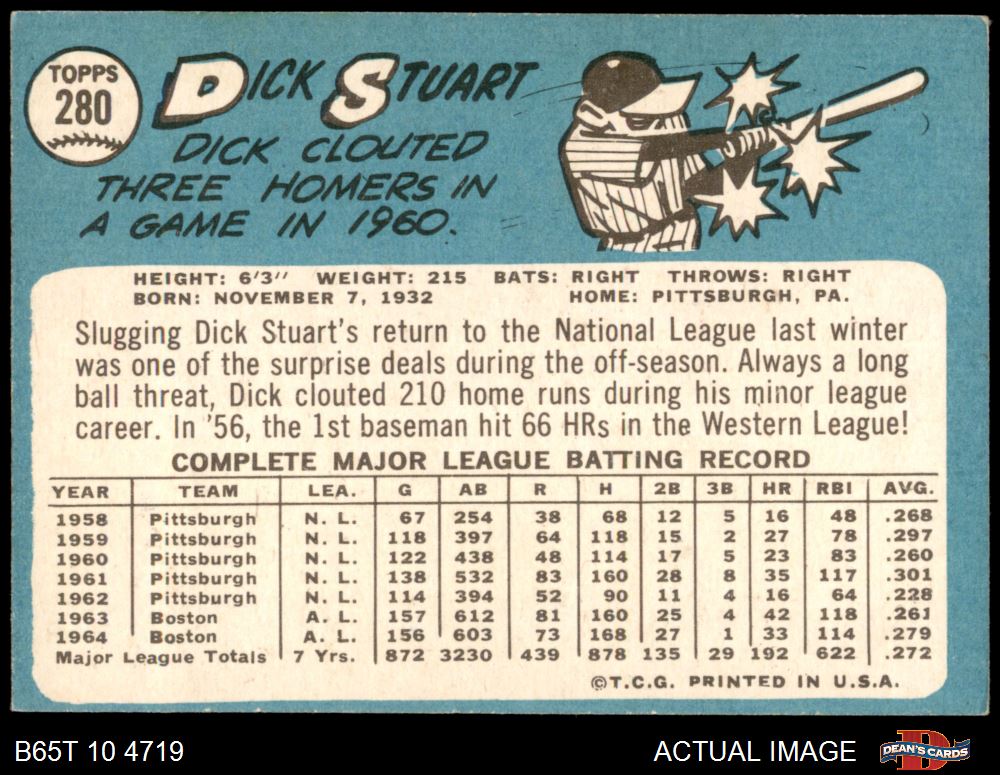 TOPPS
280
DICK STUART
DICK CLOUTED
THREE HOMERS IN
A GAME IN 1960.
HEIGHT: 6'3" WEIGHT: 215 BATS: RIGHT THROWS: RIGHT
BORN: NOVEMBER 7, 1932 HOME: PITTSBURGH, PA.
Slugging Dick Stuart's return to the National League last winter
was one of the surprise deals during the off-season. Always a long
ball threat, Dick clouted 210 home runs during his minor league
career. In '56, the 1st baseman hit 66 HRs in the Western League!
COMPLETE MAJOR LEAGUE BATTING RECORD
YEAR TEAM LEA. G AB R H 2B 3B HR RBI AVG.
1958 Pittsburgh N. L. 67 254 38 68 12 5 16 48 .268
1959 Pittsburgh N. L. 118 397 64 118 15 2 27 78 .297
1960 Pittsburgh N. L. 122 438 48 114 17 5 23 83 .260
1961 Pittsburgh N. L. 138 532 83 160 28 8 35 117 .301
1962 Pittsburgh N. L. 114 394 52 90 11 4 16 64 .228
1963 Boston A. L. 157 612 81 160 25 4 42 118 .261
1964 Boston A. L. 156 603 73 168 27 1 33 114 .279
Major League Totals 7 Yrs. 872 3230 439 878 135 29 192 622 .272
©T.C.G. PRINTED IN U.S.A.
B65T 10 4719 ACTUAL IMAGE DEAN'S CARDS